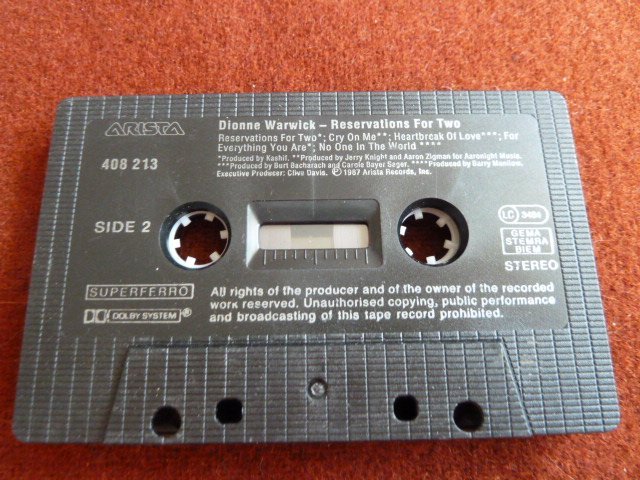 ARISTA
408 213
Dionne Warwick – Reservations For Two
Reservations For Two*; Cry On Me**; Heartbreak Of Love***; For
Everything You Are*; No One In The World ****
*Produced by Kashif. **Produced by Jerry Knight and Aaron Zigman for Aaronight Music.
***Produced by Burt Bacharach and Carole Bayer Sager. ****Produced by Barry Manilow.
Executive Producer: Clive Davis. ℗ 1987 Arista Records, Inc.
SIDE 2
LC
GEMA
STEMRA
BIEM
STEREO
SUPERFERRO
DOLBY SYSTEM ®
All rights of the producer and of the owner of the recorded
work reserved. Unauthorised copying, public performance
and broadcasting of this tape record prohibited.